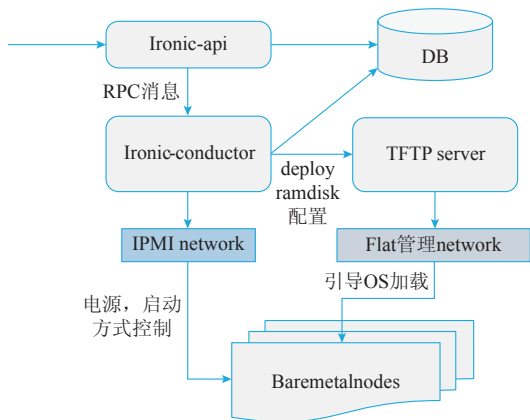 Ironic-api
DB
RPC消息
Ironic-conductor
TFTP server
deploy
ramdisk
配置
IPMI network
Flat管理network
引导OS加载
电源，启动
方式控制
Baremetalnodes